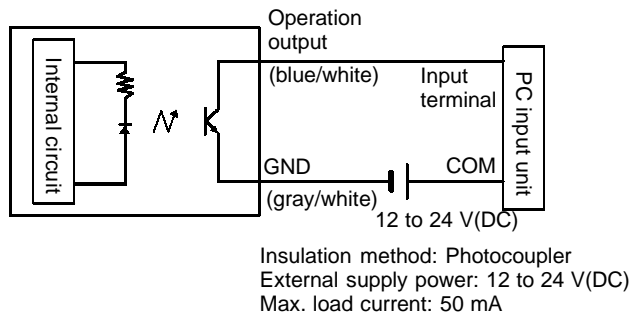 Operation
output
(blue/white)
Internal circuit
Input
terminal
PC input unit
GND
COM
(gray/white)
12 to 24 V(DC)
Insulation method: Photocoupler
External supply power: 12 to 24 V(DC)
Max. load current: 50 mA